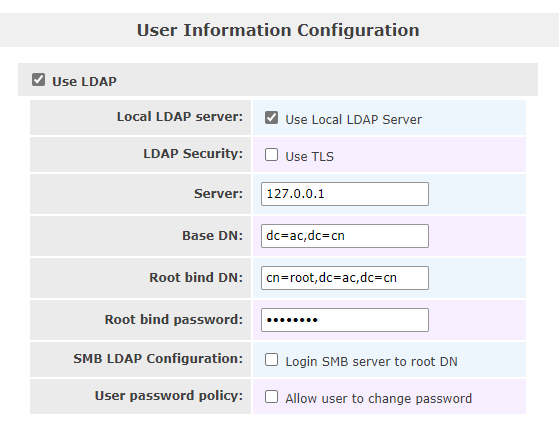 User Information Configuration
Use LDAP
Local LDAP server: Use Local LDAP Server
LDAP Security: Use TLS
Server: 127.0.0.1
Base DN: dc=ac,dc=cn
Root bind DN: cn=root,dc=ac,dc=cn
Root bind password: ••••••••
SMB LDAP Configuration: Login SMB server to root DN
User password policy: Allow user to change password